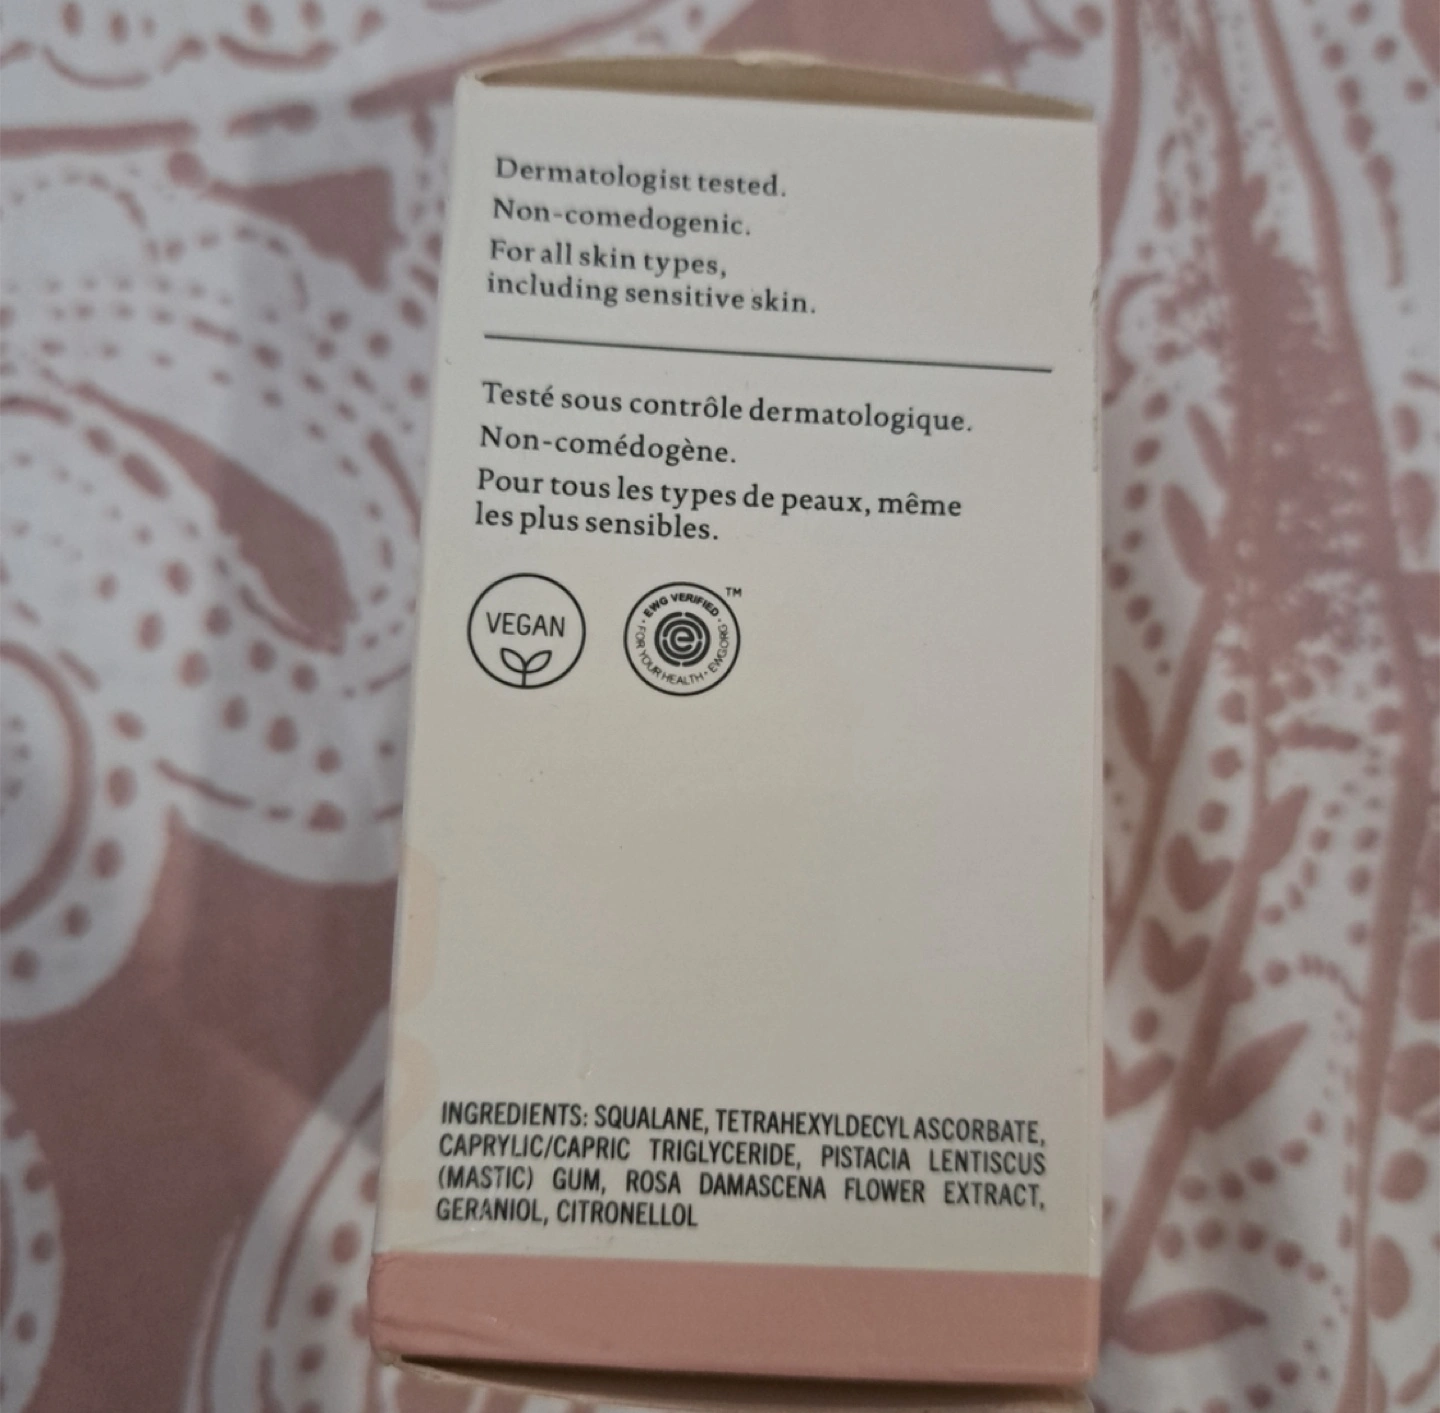 Dermatologist tested.
Non-comedogenic.
For all skin types,
including sensitive skin.
Testé sous contrôle dermatologique.
Non-comédogène.
Pour tous les types de peaux, même
les plus sensibles.
VEGAN
EWG VERIFIED · FOR YOUR HEALTH · EWG.ORG
TM
INGREDIENTS: SQUALANE, TETRAHEXYLDECYL ASCORBATE,
CAPRYLIC/CAPRIC TRIGLYCERIDE, PISTACIA LENTISCUS
(MASTIC) GUM, ROSA DAMASCENA FLOWER EXTRACT,
GERANIOL, CITRONELLOL